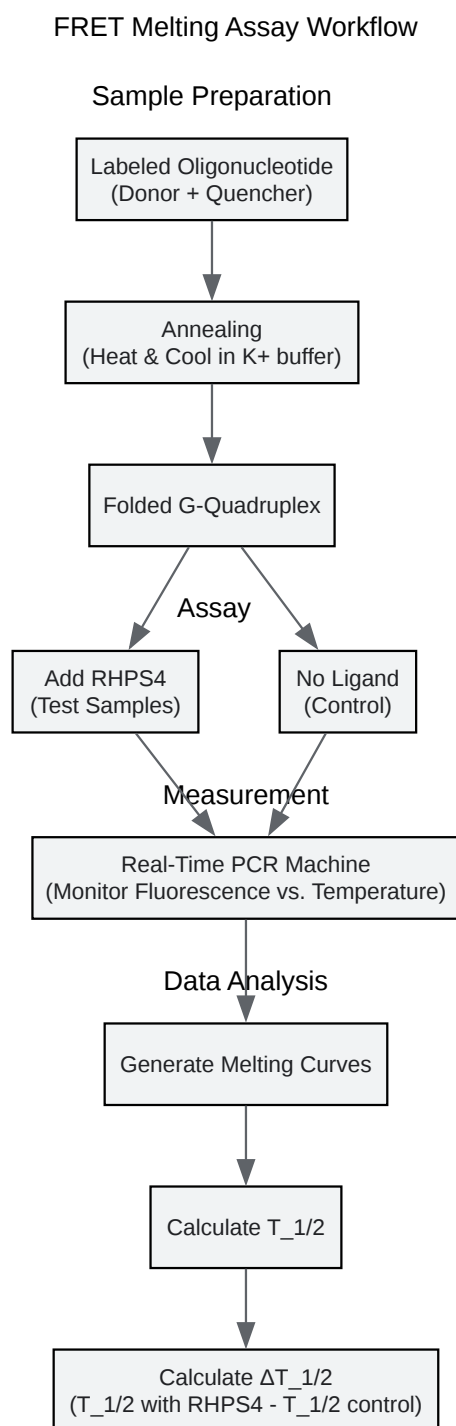 FRET Melting Assay Workflow
Sample Preparation
Labeled Oligonucleotide
(Donor + Quencher)
Annealing
(Heat & Cool in K+ buffer)
Folded G-Quadruplex
Assay
Add RHPS4
(Test Samples)
No Ligand
(Control)
Measurement
Real-Time PCR Machine
(Monitor Fluorescence vs. Temperature)
Data Analysis
Generate Melting Curves
Calculate T_1/2
Calculate ΔT_1/2
(T_1/2 with RHPS4 - T_1/2 control)